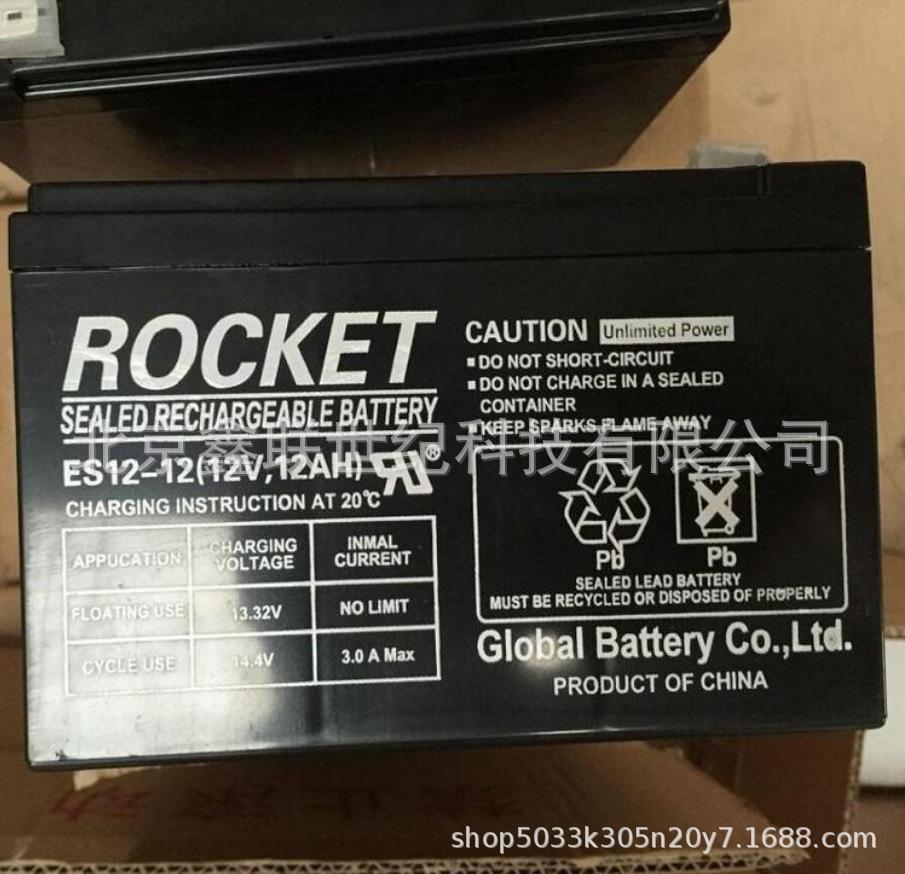 ROCKET
SEALED RECHARGEABLE BATTERY
ES12-12(12V,12AH)
®
CHARGING INSTRUCTION AT 20℃
APPUCATION CHARGING VOLTAGE INMAL CURRENT
FLOATING USE 13.32V NO LIMIT
CYCLE USE 14.4V 3.0 A Max
CAUTION Unlimited Power
▪DO NOT SHORT-CIRCUIT
▪DO NOT CHARGE IN A SEALED
CONTAINER
▪KEEP SPARKS,FLAME AWAY
Pb Pb
SEALED LEAD BATTERY
MUST BE RECYCLED OR DISPOSED OF PROPERLY
Global Battery Co.,Ltd.
PRODUCT OF CHINA
北京鑫联世纪科技有限公司
shop5033k305n20y7.1688.com